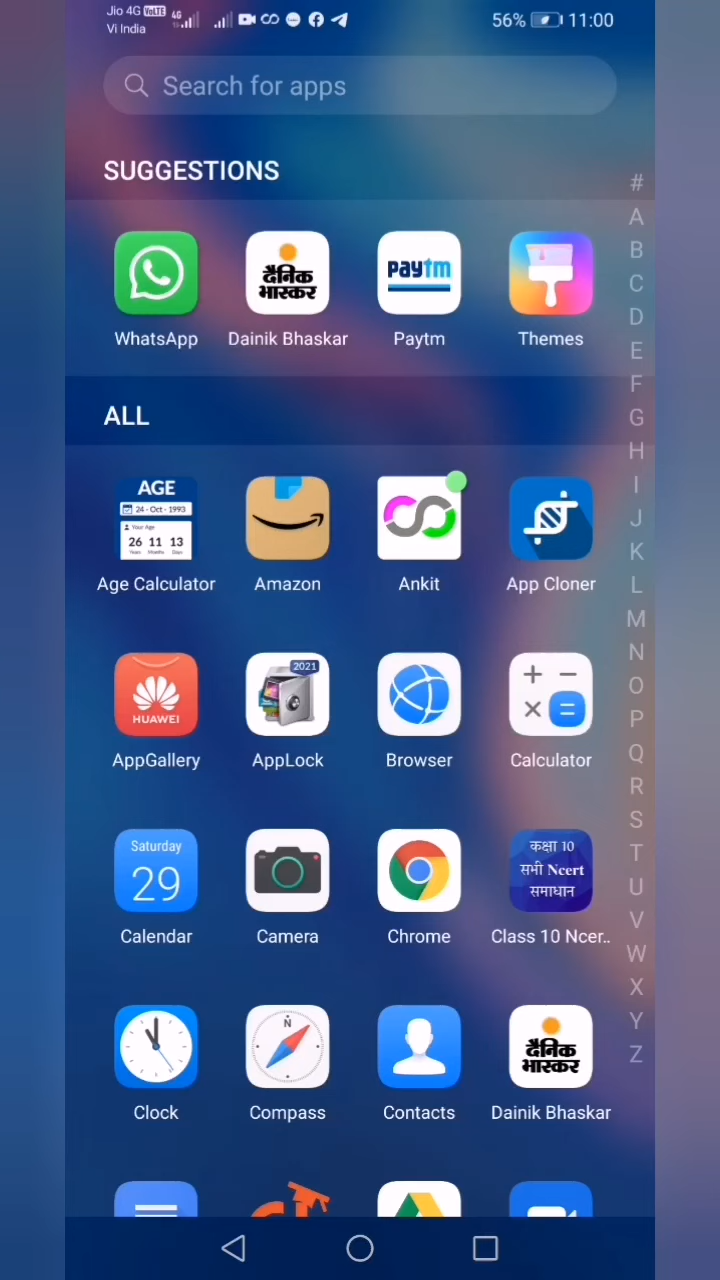 Jio 4G VoLTE 4G 56% 11:00
Vi India
Search for apps
SUGGESTIONS
दैनिक
भास्कर
paytm
WhatsApp Dainik Bhaskar Paytm Themes
ALL
AGE
24 - Oct - 1993
Your Age
26 11 13
Years Months Days
Age Calculator Amazon Ankit App Cloner
2021
HUAWEI
AppGallery AppLock Browser Calculator
Saturday
29
कक्षा 10
सभी Ncert
समाधान
Calendar Camera Chrome Class 10 Ncer..
N
दैनिक
भास्कर
Clock Compass Contacts Dainik Bhaskar
#
A
B
C
D
E
F
G
H
I
J
K
L
M
N
O
P
Q
R
S
T
U
V
W
X
Y
Z